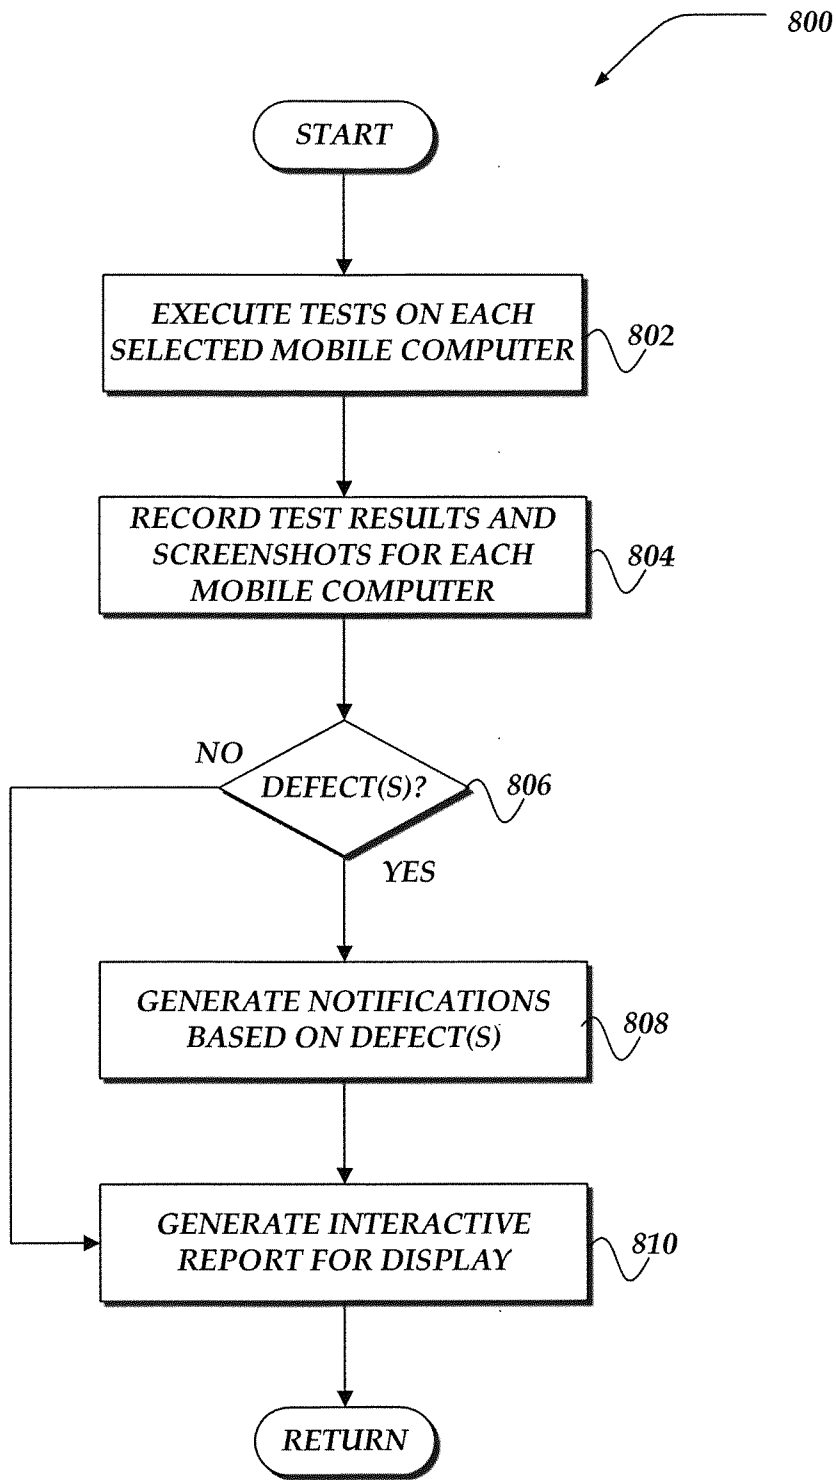 800
START
EXECUTE TESTS ON EACH
SELECTED MOBILE COMPUTER
802
RECORD TEST RESULTS AND
SCREENSHOTS FOR EACH
MOBILE COMPUTER
804
NO
DEFECT(S)?
806
YES
GENERATE NOTIFICATIONS
BASED ON DEFECT(S)
808
GENERATE INTERACTIVE
REPORT FOR DISPLAY
810
RETURN